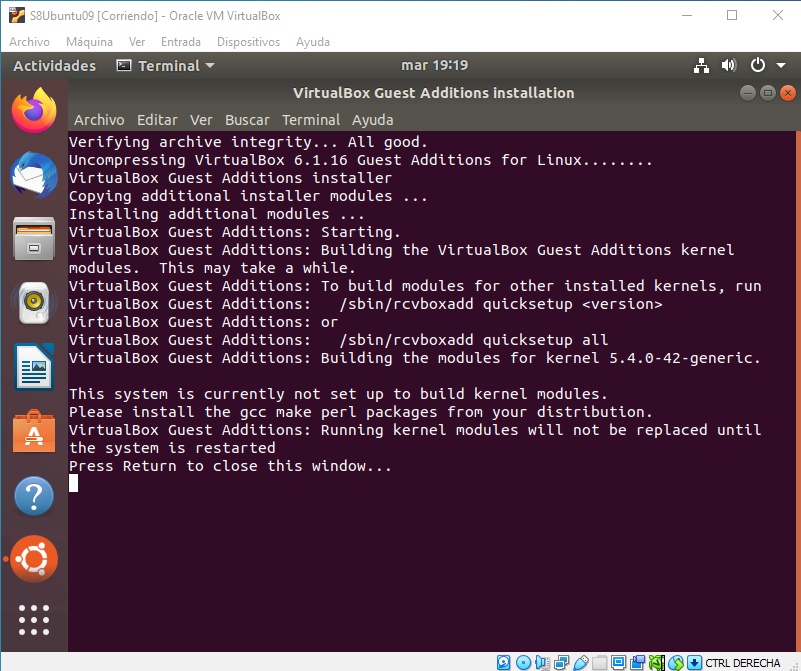 S8Ubuntu09 [Corriendo] - Oracle VM VirtualBox
Archivo Máquina Ver Entrada Dispositivos Ayuda
Actividades Terminal mar 19:19
VirtualBox Guest Additions installation
Archivo Editar Ver Buscar Terminal Ayuda
Verifying archive integrity... All good.
Uncompressing VirtualBox 6.1.16 Guest Additions for Linux........
VirtualBox Guest Additions installer
Copying additional installer modules ...
Installing additional modules ...
VirtualBox Guest Additions: Starting.
VirtualBox Guest Additions: Building the VirtualBox Guest Additions kernel
modules.  This may take a while.
VirtualBox Guest Additions: To build modules for other installed kernels, run
VirtualBox Guest Additions:   /sbin/rcvboxadd quicksetup <version>
VirtualBox Guest Additions: or
VirtualBox Guest Additions:   /sbin/rcvboxadd quicksetup all
VirtualBox Guest Additions: Building the modules for kernel 5.4.0-42-generic.
This system is currently not set up to build kernel modules.
Please install the gcc make perl packages from your distribution.
VirtualBox Guest Additions: Running kernel modules will not be replaced until
the system is restarted
Press Return to close this window...
CTRL DERECHA